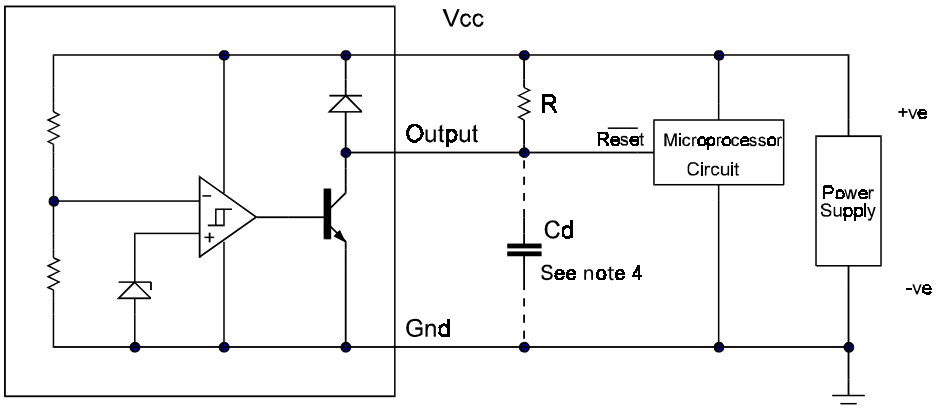 Vcc
R
+ve
Output
Reset
Microprocessor
Circuit
Power
Supply
−
+
Cd
See note 4
-ve
Gnd